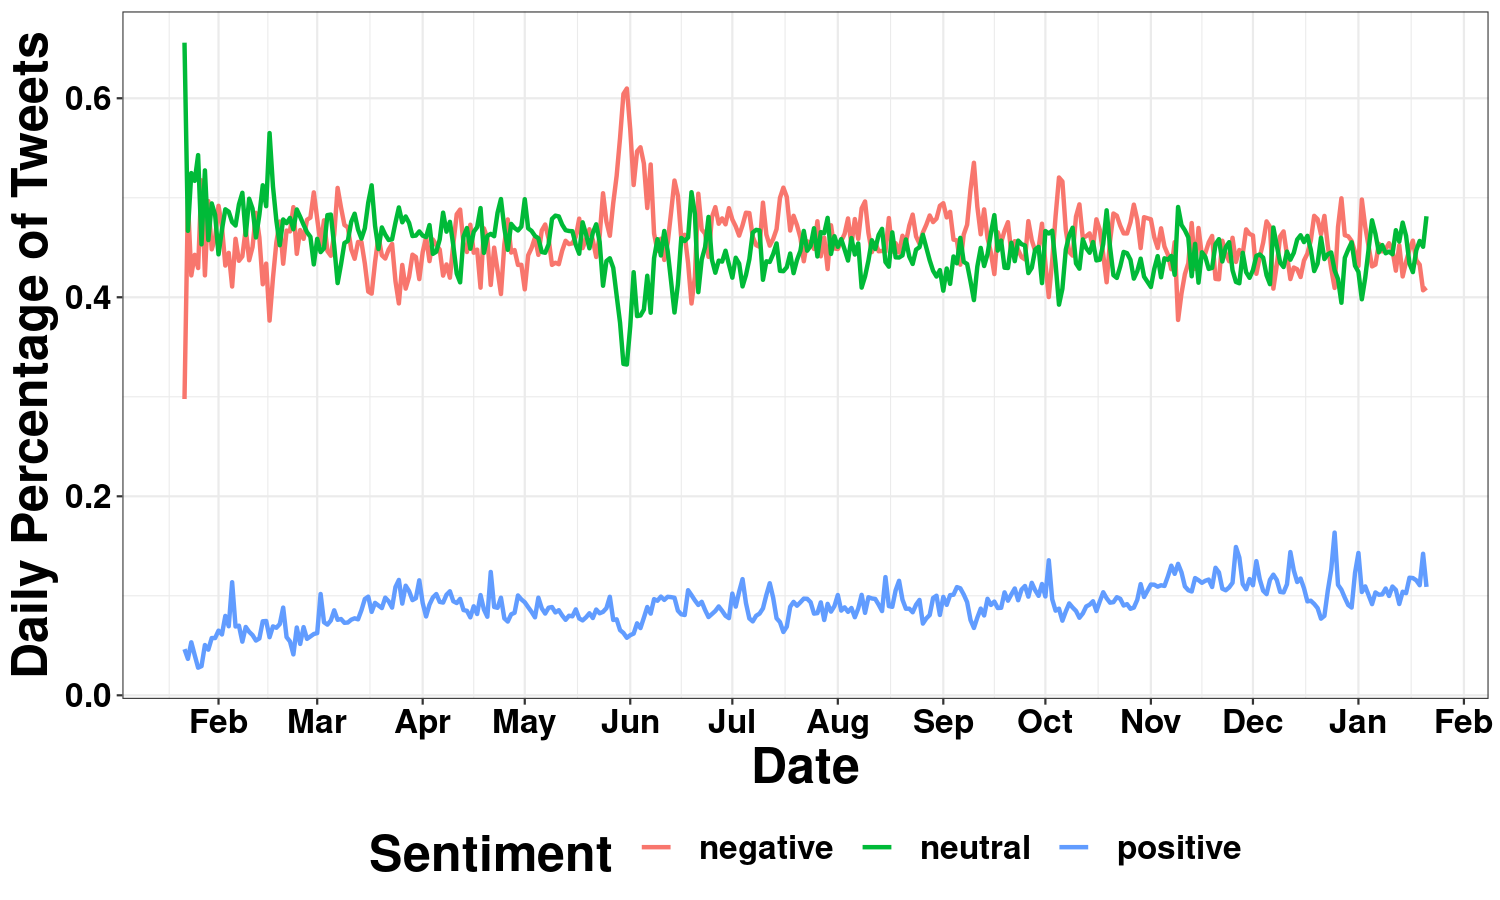 Daily Percentage of Tweets
0.6
0.4
0.2
0.0
Feb Mar Apr May Jun Jul Aug Sep Oct Nov Dec Jan Feb
Date
Sentiment negative neutral positive